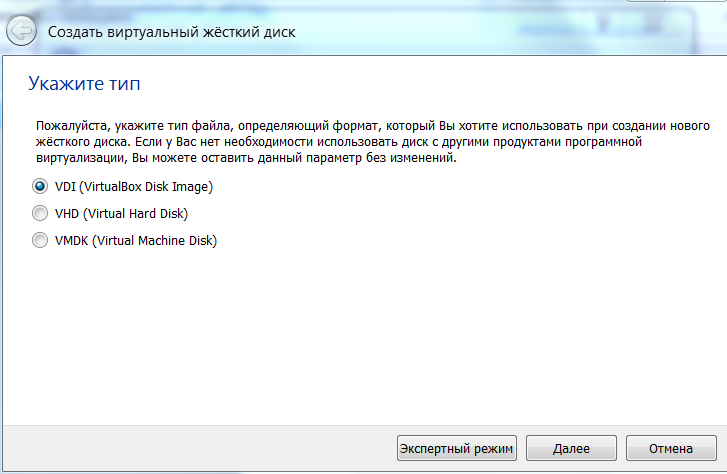 Создать виртуальный жёсткий диск
Укажите тип
Пожалуйста, укажите тип файла, определяющий формат, который Вы хотите использовать при создании нового
жёсткого диска. Если у Вас нет необходимости использовать диск с другими продуктами программной
виртуализации, Вы можете оставить данный параметр без изменений.
VDI (VirtualBox Disk Image)
VHD (Virtual Hard Disk)
VMDK (Virtual Machine Disk)
Экспертный режим Далее Отмена